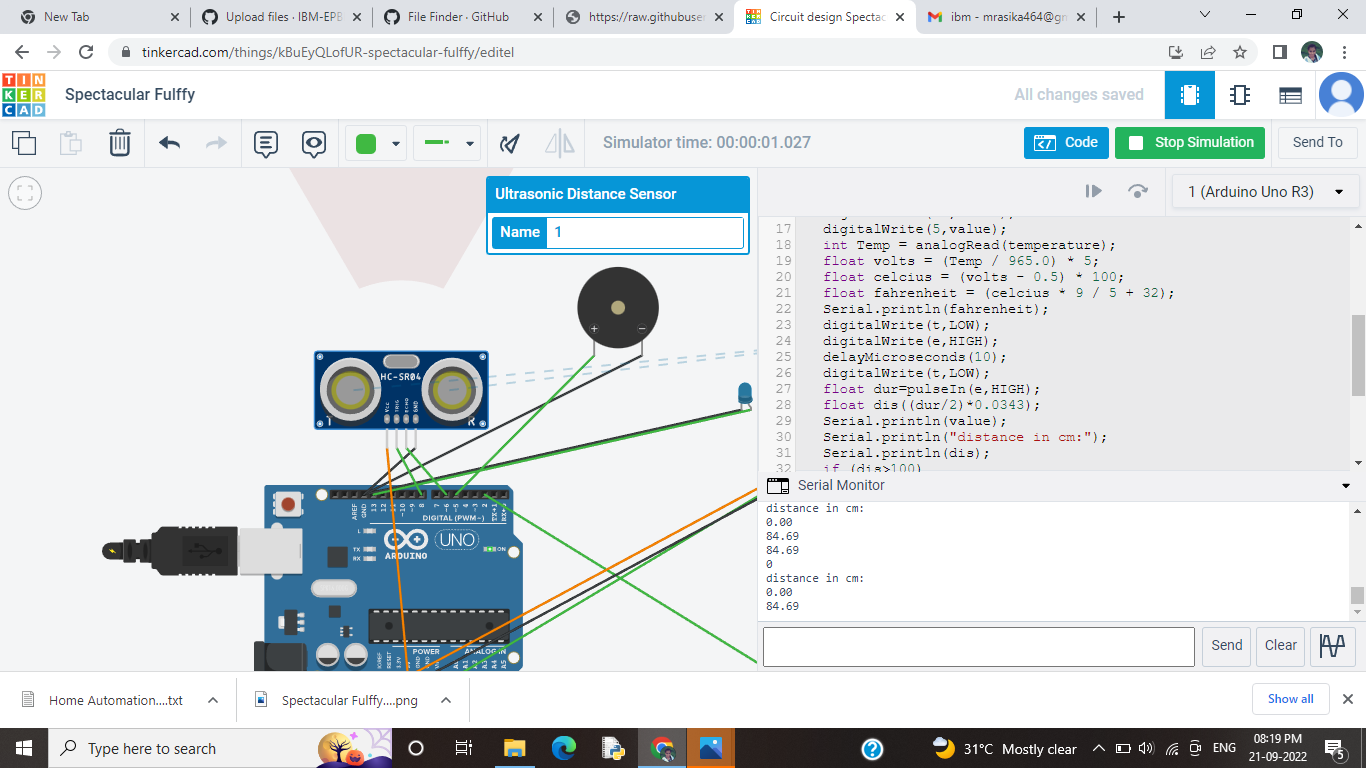 New Tab
Upload files · IBM-EPB
File Finder · GitHub
https://raw.githubuser
Circuit design Spectac
ibm - mrasika464@gm
tinkercad.com/things/kBuEyQLofUR-spectacular-fulffy/editel
TIN
KER
CAD
Spectacular Fulffy
All changes saved
Simulator time: 00:00:01.027
Code
Stop Simulation
Send To
Ultrasonic Distance Sensor
Name 1
1 (Arduino Uno R3)
17 digitalWrite(5,value);
18 int Temp = analogRead(temperature);
19 float volts = (Temp / 965.0) * 5;
20 float celcius = (volts - 0.5) * 100;
21 float fahrenheit = (celcius * 9 / 5 + 32);
22 Serial.println(fahrenheit);
23 digitalWrite(t,LOW);
24 digitalWrite(e,HIGH);
25 delayMicroseconds(10);
26 digitalWrite(t,LOW);
27 float dur=pulseIn(e,HIGH);
28 float dis((dur/2)*0.0343);
29 Serial.println(value);
30 Serial.println("distance in cm:");
31 Serial.println(dis);
32 if (dis>100)
HC-SR04
VCC
TRIG
ECHO
GND
T
R
AREF
GND
13
12
~11
~10
~9
8
7
~6
~5
4
~3
2
TX→1
DIGITAL (PWM~)
L
TX
RX
UNO
ON
ARDUINO
POWER
ANALOG IN
IOREF
RESET
3.3V
GND
A1
A2
A3
A4
A5
Serial Monitor
distance in cm:
0.00
84.69
84.69
0
distance in cm:
0.00
84.69
Send
Clear
Home Automation....txt
Spectacular Fulffy....png
Show all
Type here to search
31°C Mostly clear
ENG
08:19 PM
21-09-2022
5